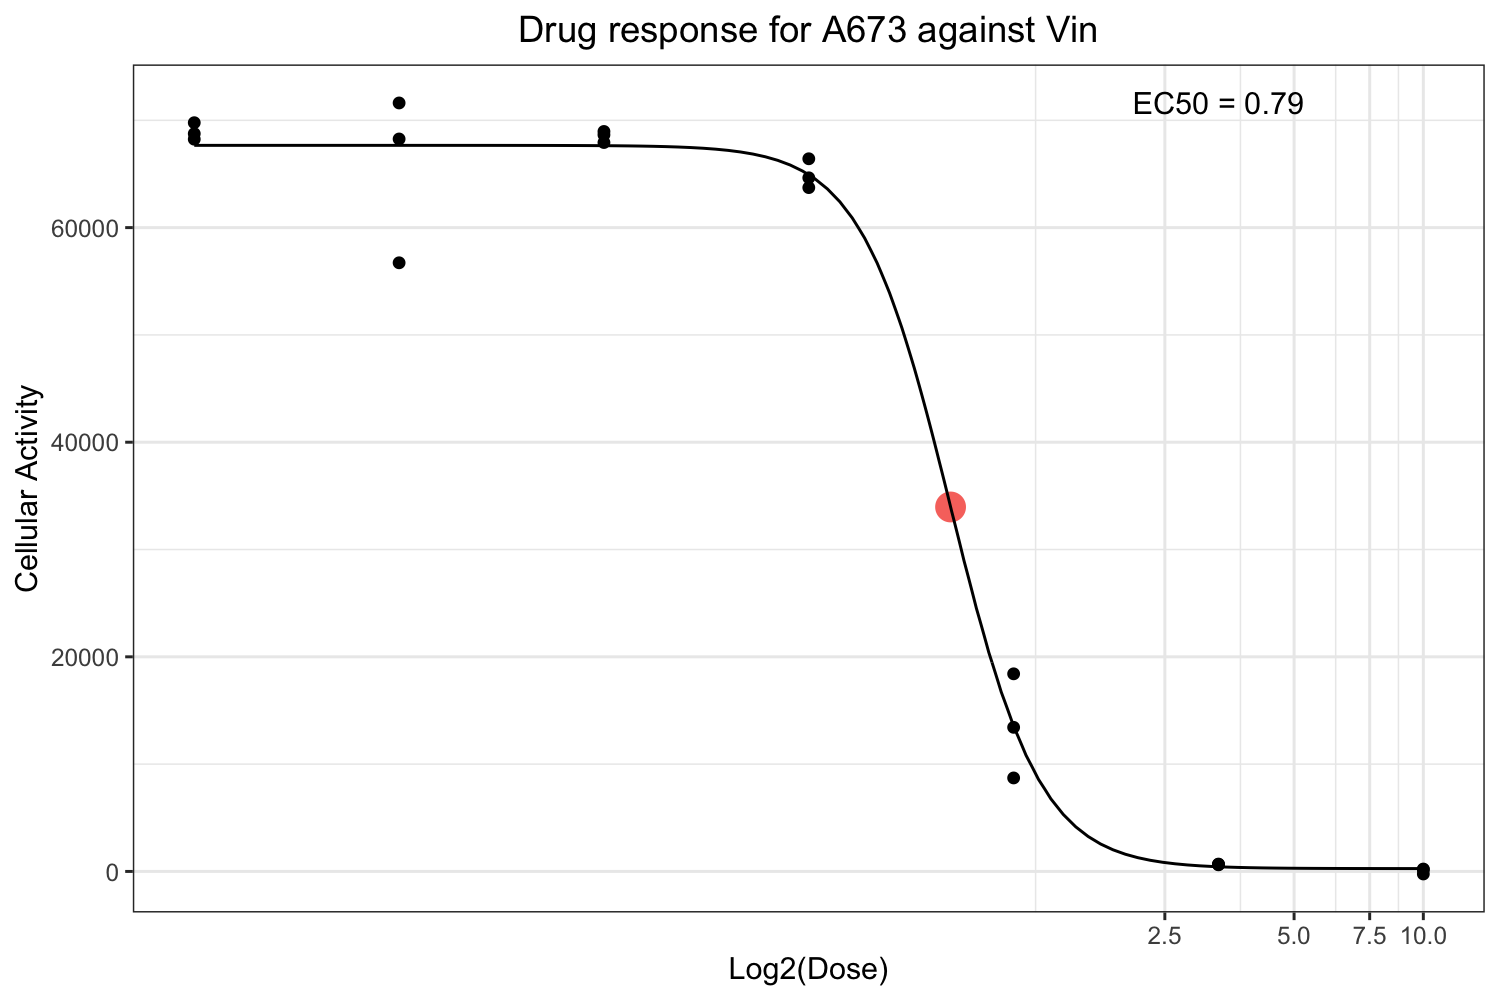 Drug response for A673 against Vin
EC50 = 0.79
Cellular Activity
60000
40000
20000
0
2.5 5.0 7.5 10.0
Log2(Dose)